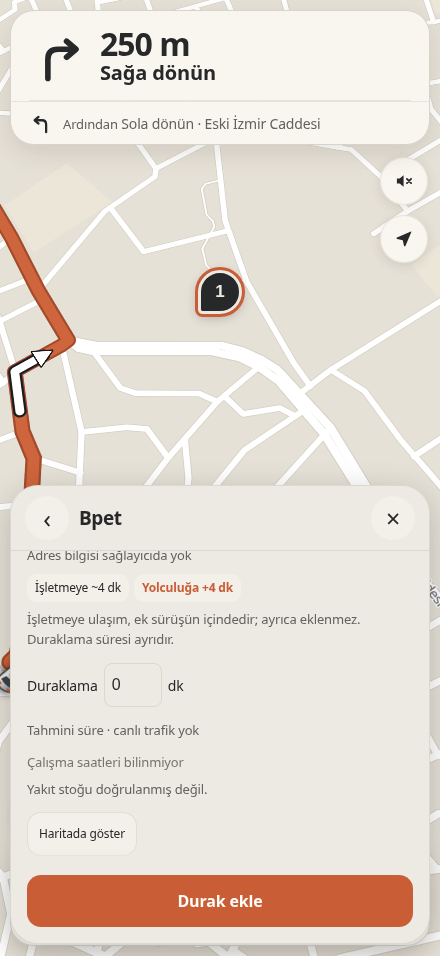 250 m
Sağa dönün
Ardından Sola dönün · Eski İzmir Caddesi
1
Bpet
Adres bilgisi sağlayıcıda yok
İşletmeye ~4 dk
Yolculuğa +4 dk
İşletmeye ulaşım, ek sürüşün içindedir; ayrıca eklenmez.
Duraklama süresi ayrıdır.
Duraklama 0 dk
Tahmini süre · canlı trafik yok
Çalışma saatleri bilinmiyor
Yakıt stoğu doğrulanmış değil.
Haritada göster
Durak ekle